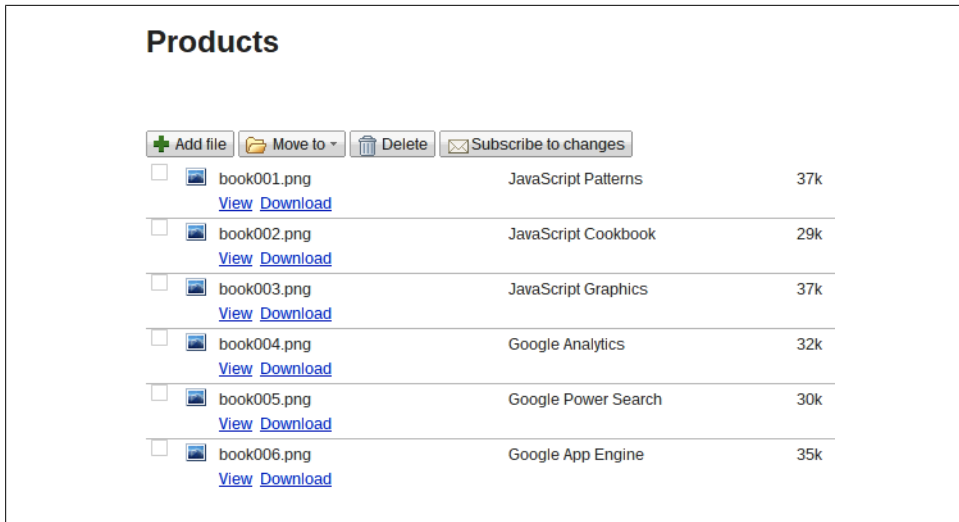 Products
Add file Move to Delete Subscribe to changes
book001.png JavaScript Patterns 37k
View Download
book002.png JavaScript Cookbook 29k
View Download
book003.png JavaScript Graphics 37k
View Download
book004.png Google Analytics 32k
View Download
book005.png Google Power Search 30k
View Download
book006.png Google App Engine 35k
View Download